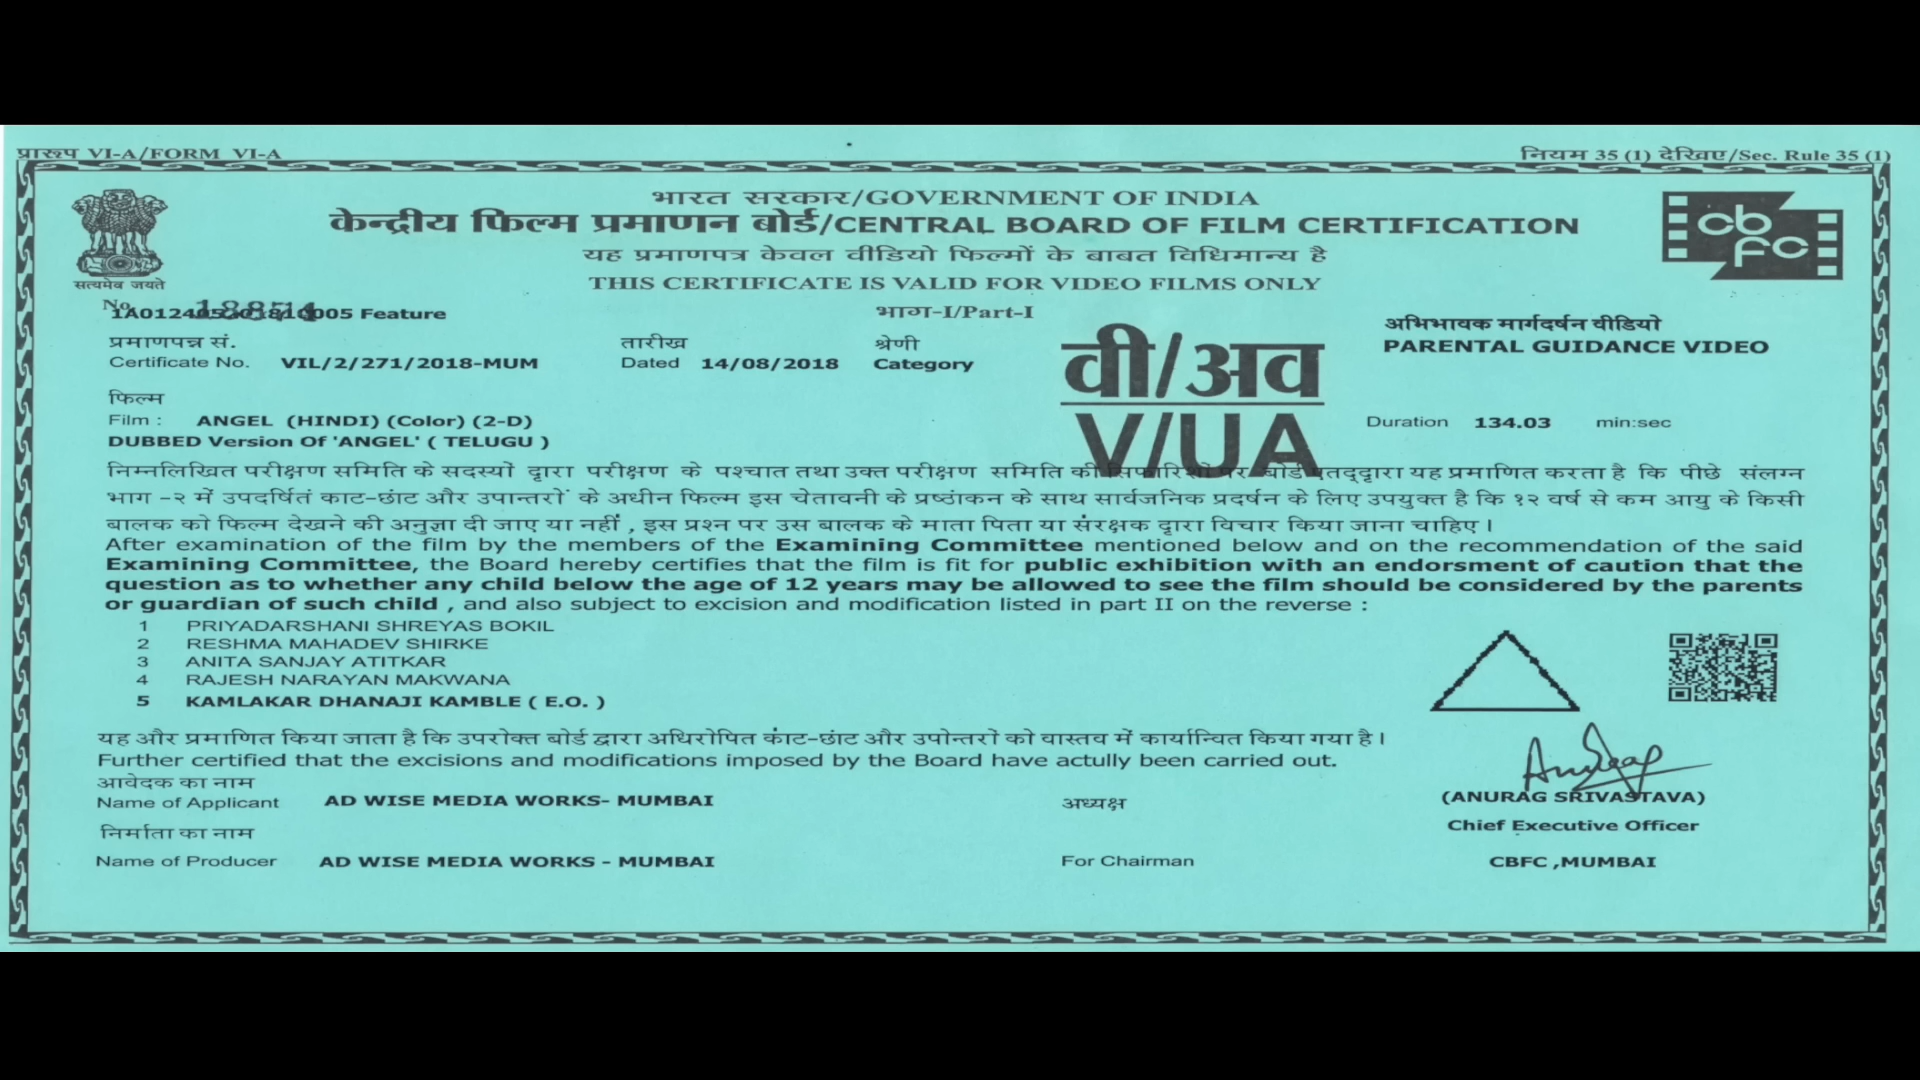 प्रारूप VI-A/FORM VI-A
नियम 35 (1) देखिए/Sec. Rule 35 (1)
भारत सरकार/GOVERNMENT OF INDIA
केन्द्रीय फिल्म प्रमाणन बोर्ड/CENTRAL BOARD OF FILM CERTIFICATION
cb
fc
यह प्रमाणपत्र केवल वीडियो फिल्मों के बाबत विधिमान्य है
सत्यमेव जयते
THIS CERTIFICATE IS VALID FOR VIDEO FILMS ONLY
No.
Feature
भाग-I/Part-I
अभिभावक मार्गदर्षन वीडियो
प्रमाणपत्र सं.
तारीख
श्रेणी
वी/अव
PARENTAL GUIDANCE VIDEO
Certificate No. VIL/2/271/2018-MUM
Dated 14/08/2018
Category
फिल्म
Film : ANGEL (HINDI) (Color) (2-D)
V/UA
Duration 134.03 min:sec
DUBBED Version Of 'ANGEL' ( TELUGU )
निम्नलिखित परीक्षण समिति के सदस्यों द्वारा परीक्षण के पश्चात तथा उक्त परीक्षण समिति की सिफारिशों पर बोर्ड एतद्द्वारा यह प्रमाणित करता है कि पीछे संलग्न
भाग -२ में उपदर्षित काट-छांट और उपान्तरों के अधीन फिल्म इस चेतावनी के प्रष्ठांकन के साथ सार्वजनिक प्रदर्षन के लिए उपयुक्त है कि १२ वर्ष से कम आयु के किसी
बालक को फिल्म देखने की अनुज्ञा दी जाए या नहीं , इस प्रश्न पर उस बालक के माता पिता या संरक्षक द्वारा विचार किया जाना चाहिए ।
After examination of the film by the members of the Examining Committee mentioned below and on the recommendation of the said
Examining Committee, the Board hereby certifies that the film is fit for public exhibition with an endorsment of caution that the
question as to whether any child below the age of 12 years may be allowed to see the film should be considered by the parents
or guardian of such child , and also subject to excision and modification listed in part II on the reverse :
1 PRIYADARSHANI SHREYAS BOKIL
2 RESHMA MAHADEV SHIRKE
3 ANITA SANJAY ATITKAR
4 RAJESH NARAYAN MAKWANA
5 KAMLAKAR DHANAJI KAMBLE ( E.O. )
यह और प्रमाणित किया जाता है कि उपरोक्त बोर्ड द्वारा अधिरोपित कांट-छांट और उपोन्तरों को वास्तव में कार्यान्वित किया गया है ।
Further certified that the excisions and modifications imposed by the Board have actully been carried out.
आवेदक का नाम
Name of Applicant AD WISE MEDIA WORKS- MUMBAI
अध्यक्ष
(ANURAG SRIVASTAVA)
Chief Executive Officer
निर्माता का नाम
Name of Producer AD WISE MEDIA WORKS - MUMBAI
For Chairman
CBFC ,MUMBAI